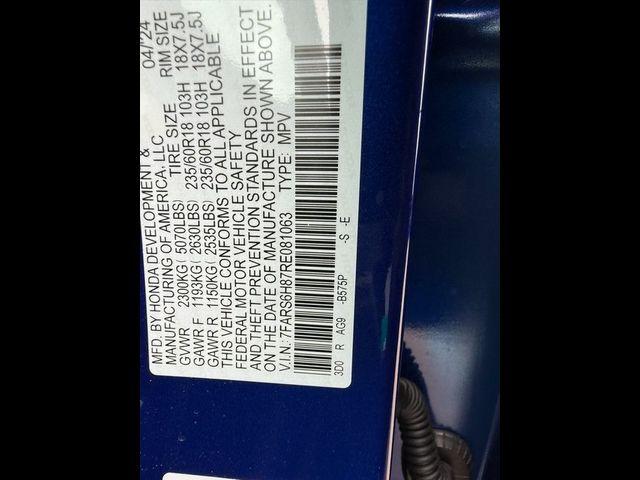 MFD. BY HONDA DEVELOPMENT & 04/'24
MANUFACTURING OF AMERICA, LLC
TIRE SIZE RIM SIZE
GVWR 2300KG( 5070LBS) 235/60R18 103H 18X7.5J
GAWR F 1193KG( 2630LBS) 235/60R18 103H 18X7.5J
GAWR R 1150KG( 2535LBS)
THIS VEHICLE CONFORMS TO ALL APPLICABLE
FEDERAL MOTOR VEHICLE SAFETY
AND THEFT PREVENTION STANDARDS IN EFFECT
ON THE DATE OF MANUFACTURE SHOWN ABOVE.
V.I.N: 7FARS6H87RE081063 TYPE: MPV
3D0 R AG9 -B575P -S -E